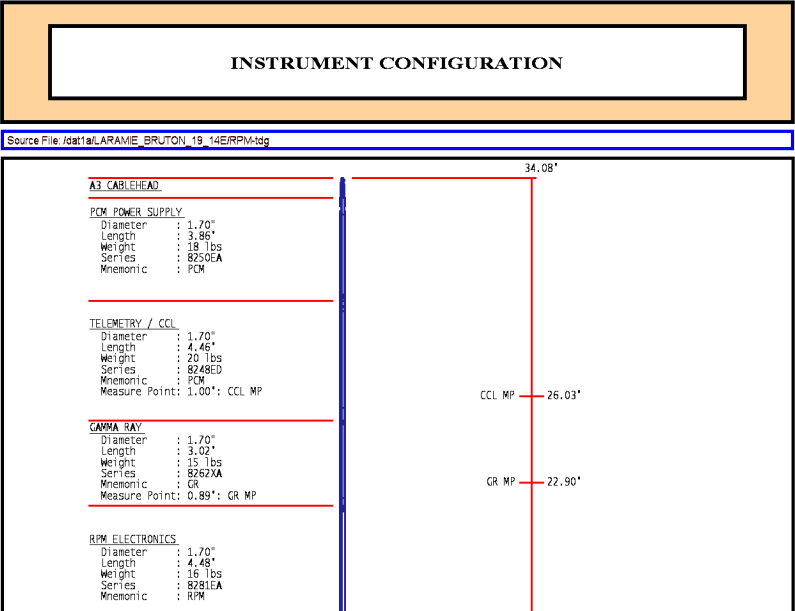 INSTRUMENT CONFIGURATION
Source File: /dat1a/LARAMIE_BRUTON_19_14E/RPM-tdg
34.08'
A3 CABLEHEAD
PCM POWER SUPPLY
Diameter : 1.70"
Length : 3.86'
Weight : 18 lbs
Series : 8250EA
Mnemonic : PCM
TELEMETRY / CCL
Diameter : 1.70"
Length : 4.46'
Weight : 20 lbs
Series : 8248ED
Mnemonic : PCM
Measure Point: 1.00': CCL MP
CCL MP 26.03'
GAMMA RAY
Diameter : 1.70"
Length : 3.02'
Weight : 15 lbs
Series : 8262XA
Mnemonic : GR
Measure Point: 0.89': GR MP
GR MP 22.90'
RPM ELECTRONICS
Diameter : 1.70"
Length : 4.48'
Weight : 16 lbs
Series : 8281EA
Mnemonic : RPM